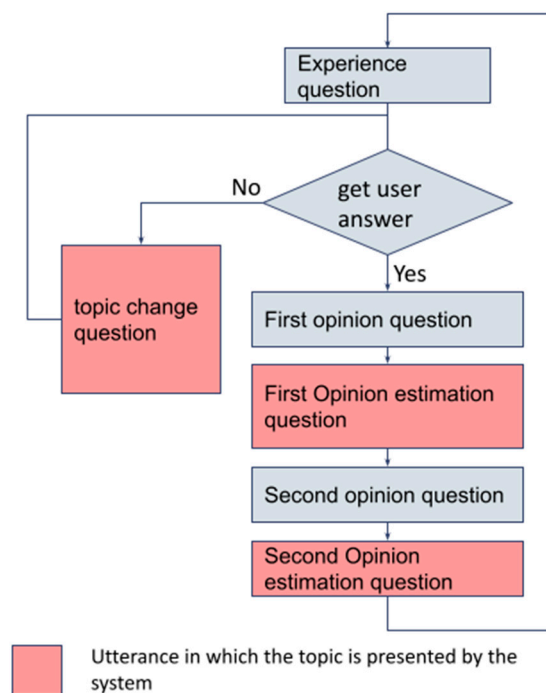 Experience
question
No
get user
answer
Yes
topic change
question
First opinion question
First Opinion estimation
question
Second opinion question
Second Opinion
estimation question
Utterance in which the topic is presented by the
system